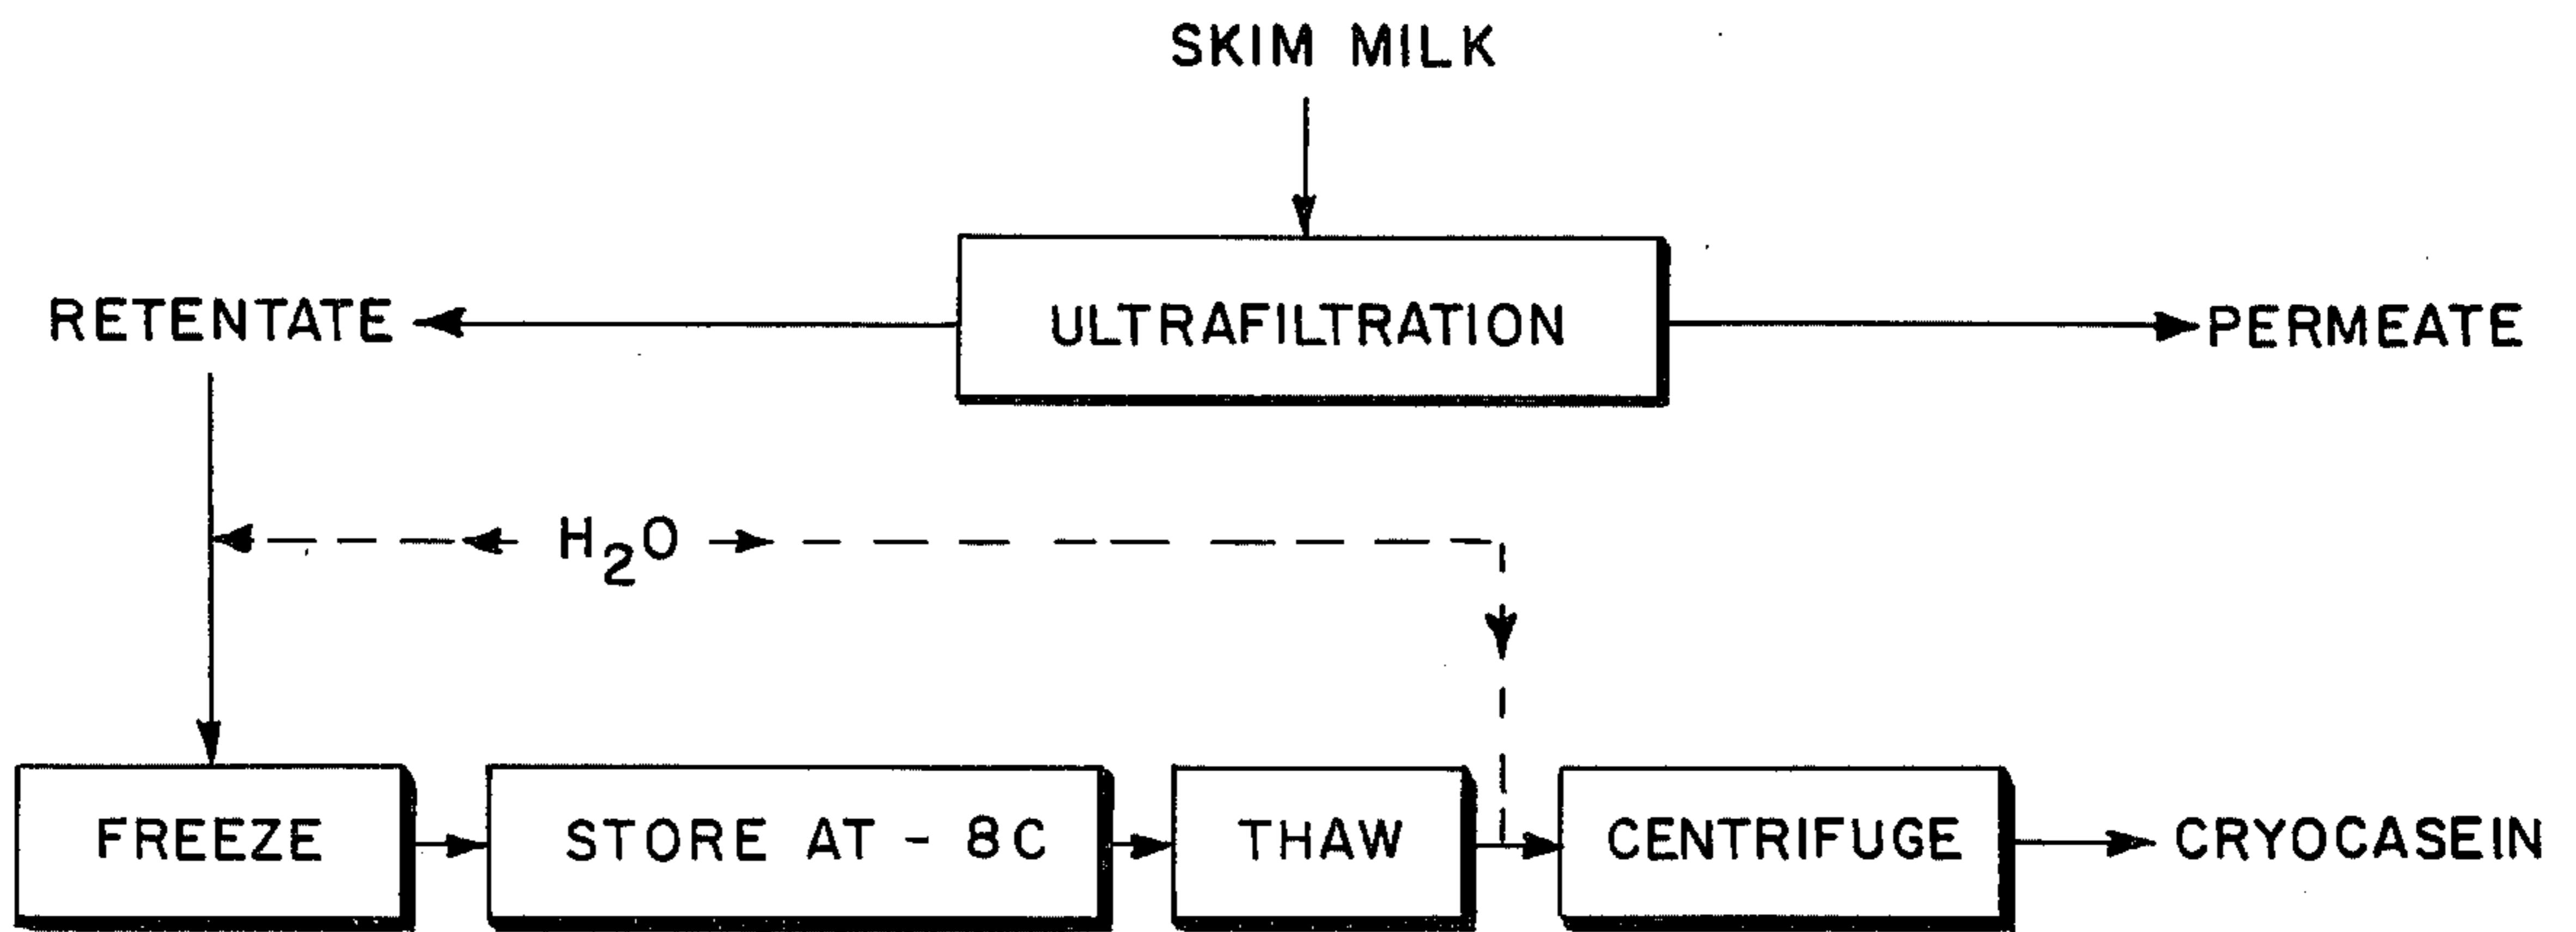 SKIM MILK
RETENTATE
ULTRAFILTRATION
PERMEATE
H2O
FREEZE
STORE AT - 8C
THAW
CENTRIFUGE
CRYOCASEIN